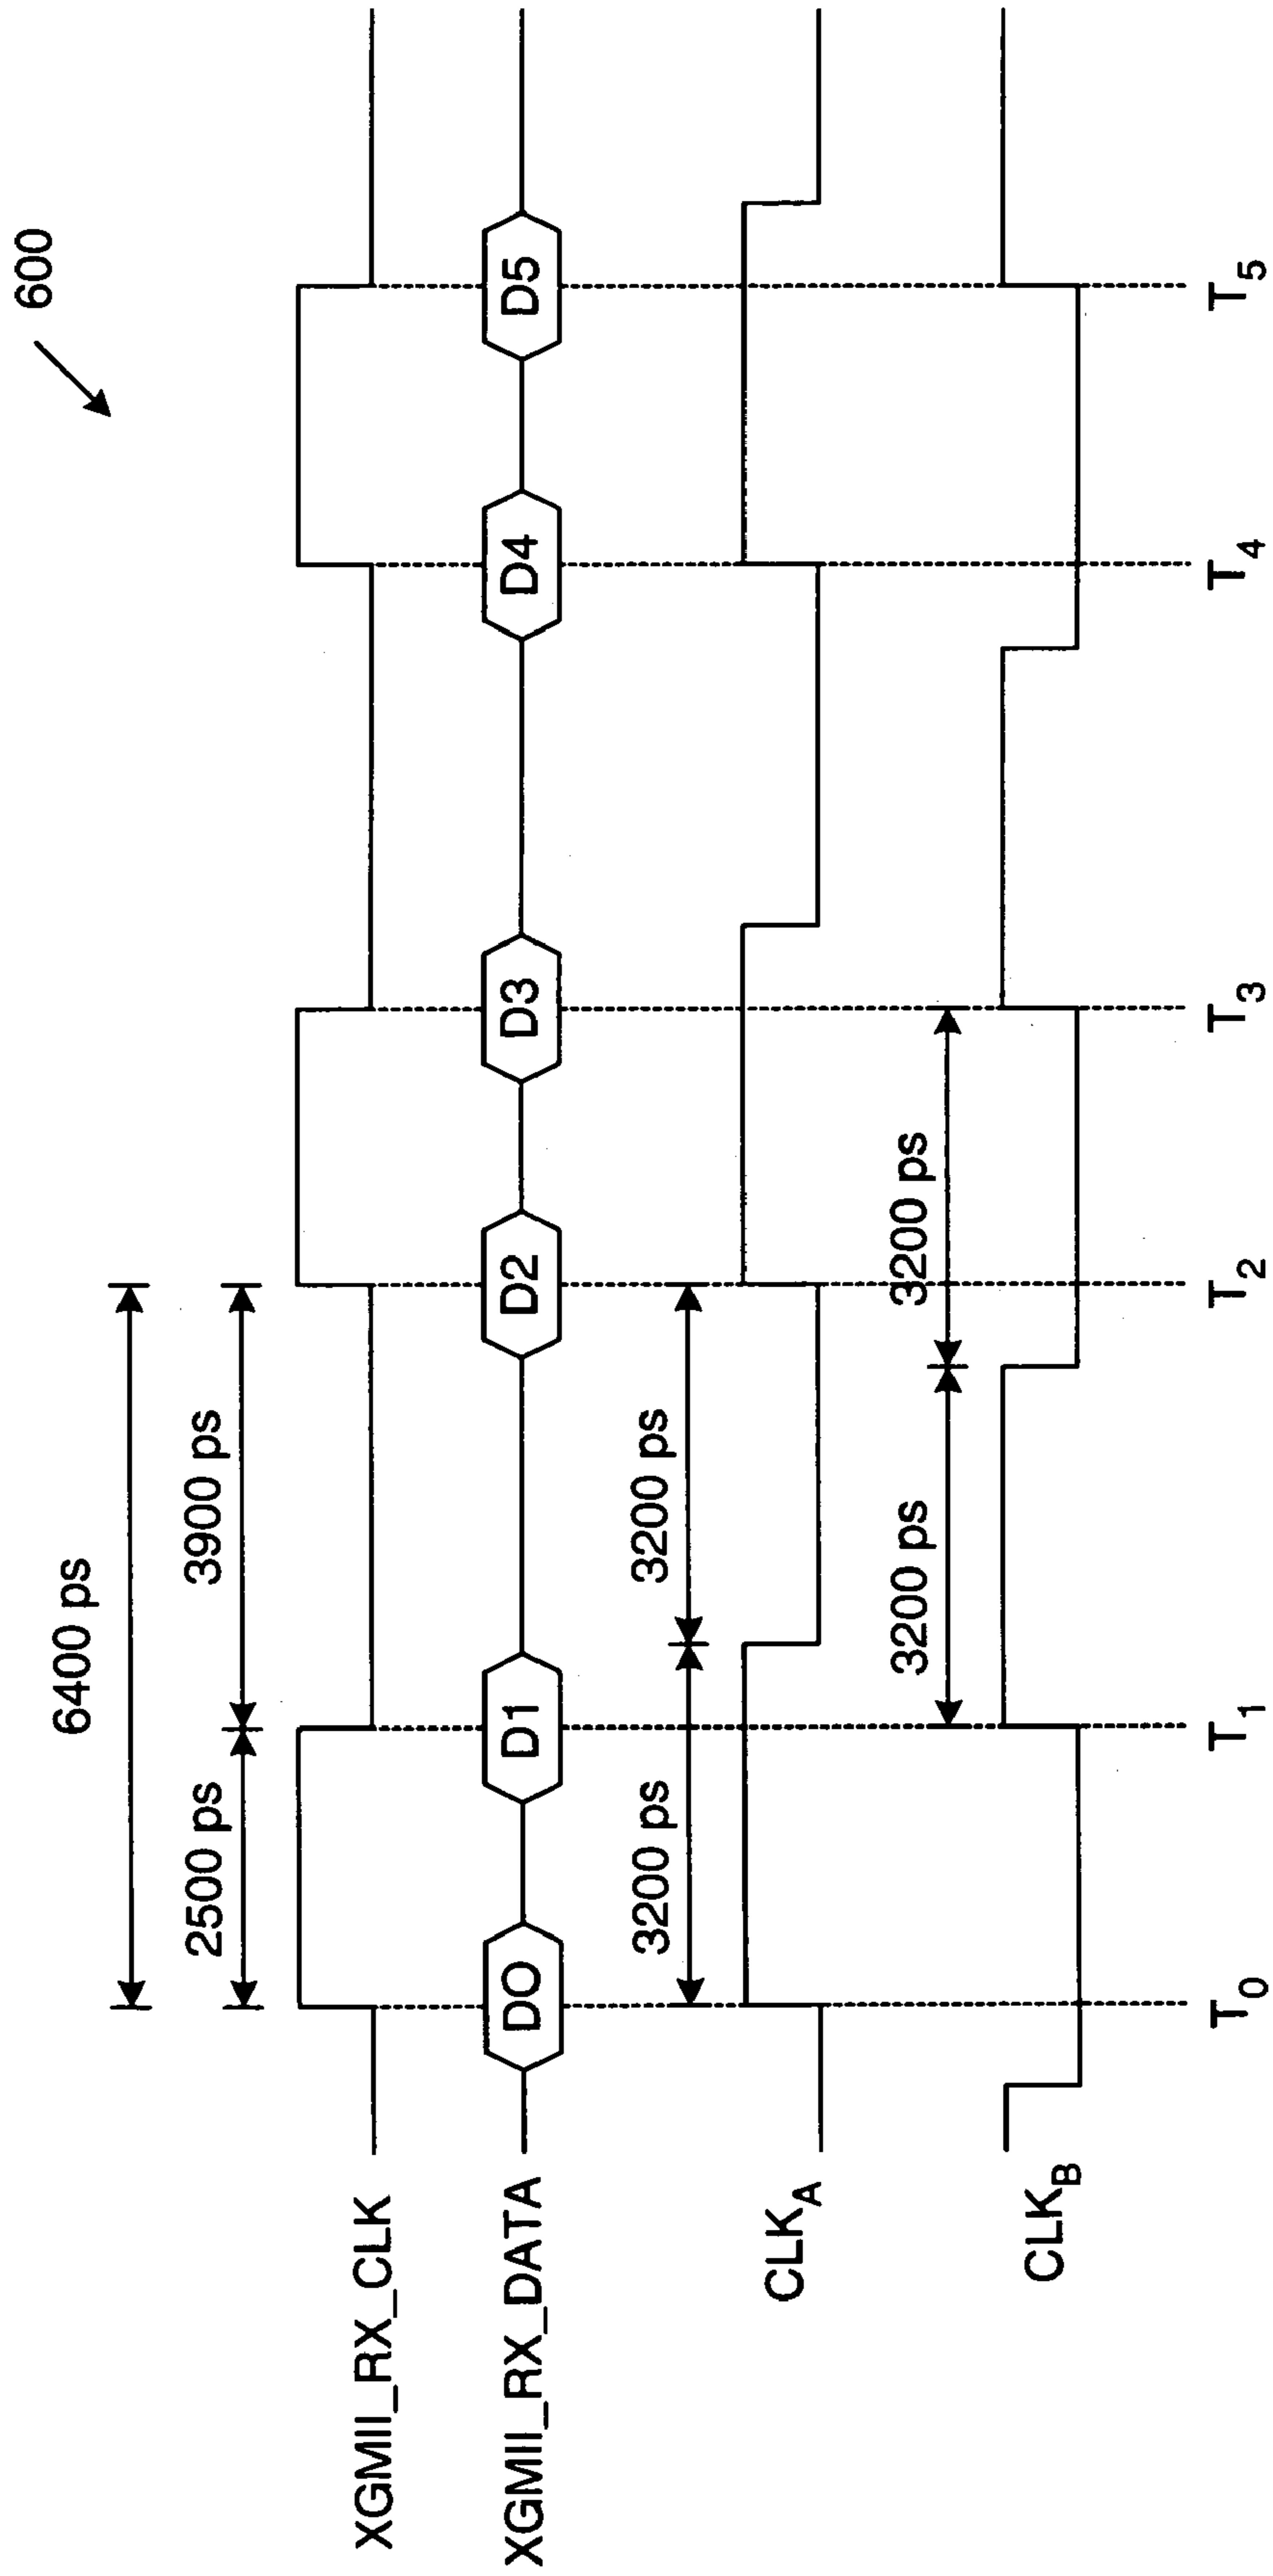 600
6400 ps
2500 ps 3900 ps
XGMII_RX_CLK
XGMII_RX_DATA DO D1 D2 D3 D4 D5
3200 ps 3200 ps
CLKA
3200 ps 3200 ps
CLKB
T0 T1 T2 T3 T4 T5